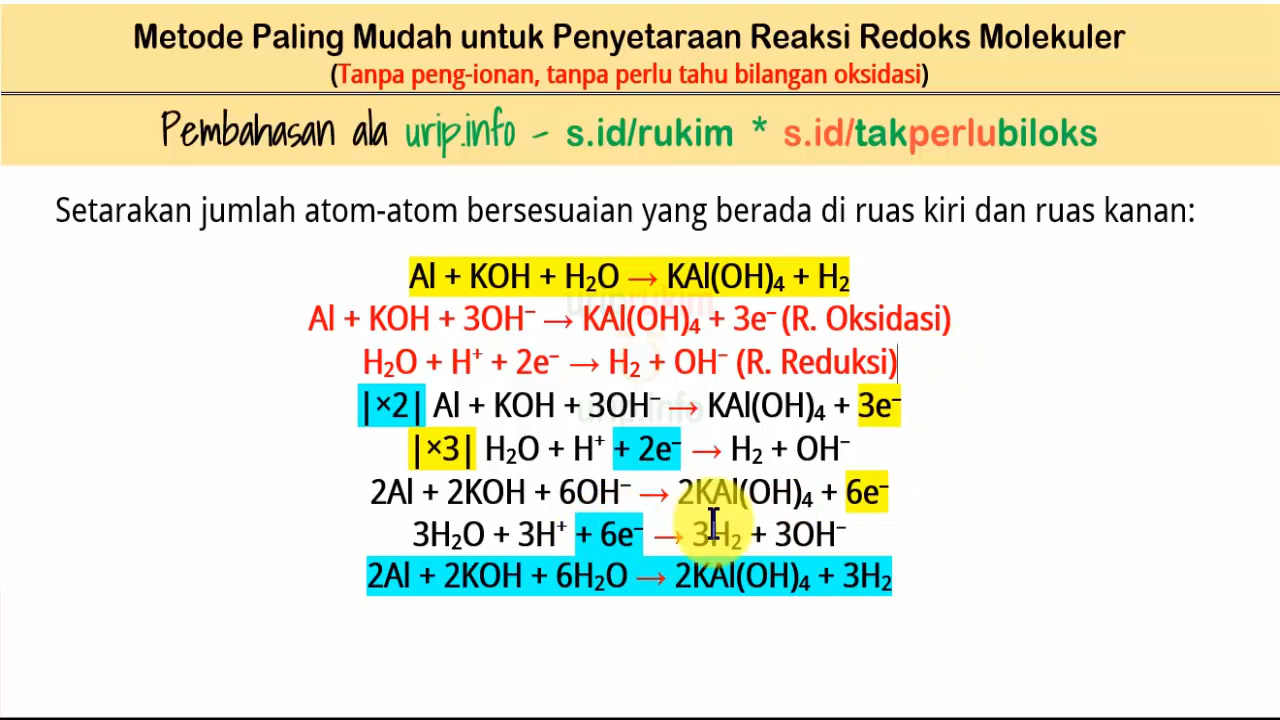 Metode Paling Mudah untuk Penyetaraan Reaksi Redoks Molekuler
(Tanpa peng-ionan, tanpa perlu tahu bilangan oksidasi)
Pembahasan ala urip.info – s.id/rukim * s.id/takperlubiloks
Setarakan jumlah atom-atom bersesuaian yang berada di ruas kiri dan ruas kanan:
Al + KOH + H₂O → KAl(OH)₄ + H₂
Al + KOH + 3OH⁻ → KAl(OH)₄ + 3e⁻ (R. Oksidasi)
H₂O + H⁺ + 2e⁻ → H₂ + OH⁻ (R. Reduksi)
|×2| Al + KOH + 3OH⁻ → KAl(OH)₄ + 3e⁻
|×3| H₂O + H⁺ + 2e⁻ → H₂ + OH⁻
2Al + 2KOH + 6OH⁻ → 2KAl(OH)₄ + 6e⁻
3H₂O + 3H⁺ + 6e⁻ → 3H₂ + 3OH⁻
2Al + 2KOH + 6H₂O → 2KAl(OH)₄ + 3H₂